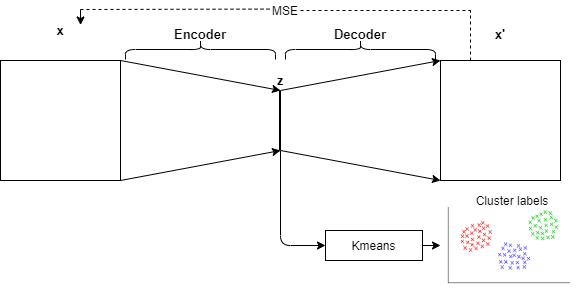 MSE
x
Encoder
Decoder
x'
z
Cluster labels
Kmeans